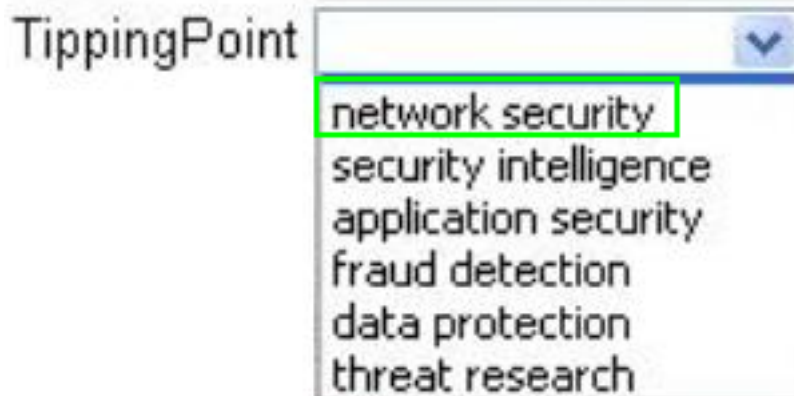 TippingPoint
network security
security intelligence
application security
fraud detection
data protection
threat research